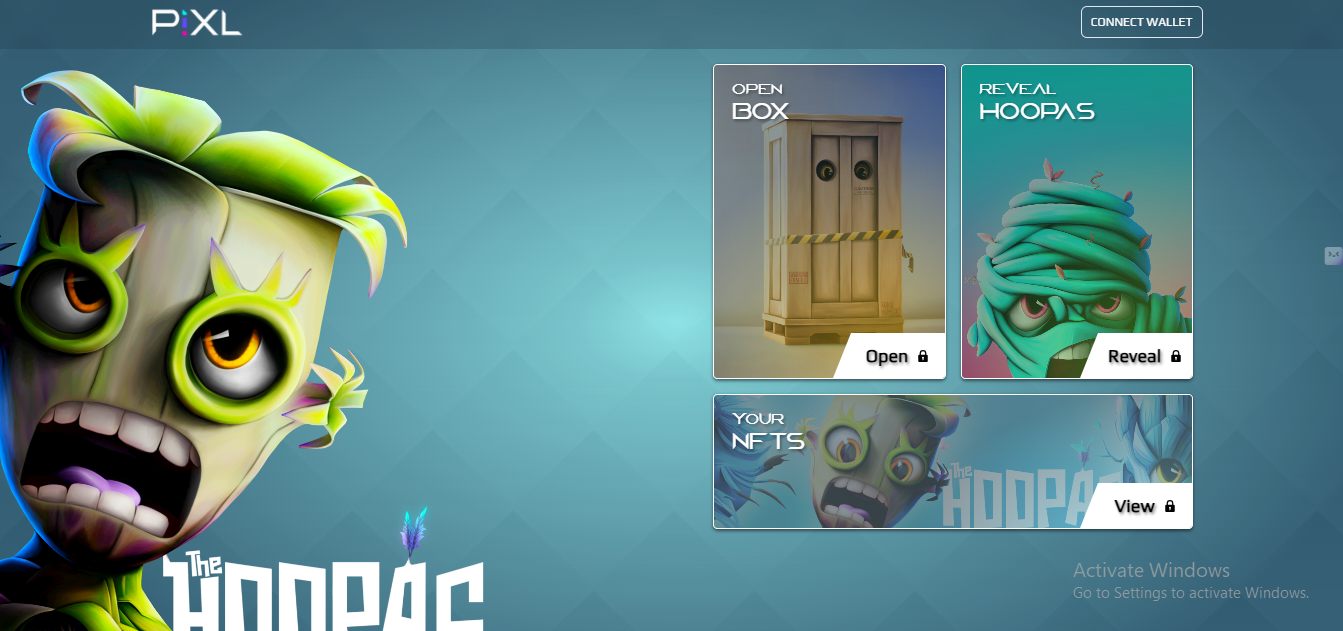 PiXL
CONNECT WALLET
OPEN
BOX
REVEAL
HOOPAS
Open
Reveal
YOUR
NFTS
THE
HOOPAS
View
THE
HOOPAS
Activate Windows
Go to Settings to activate Windows.